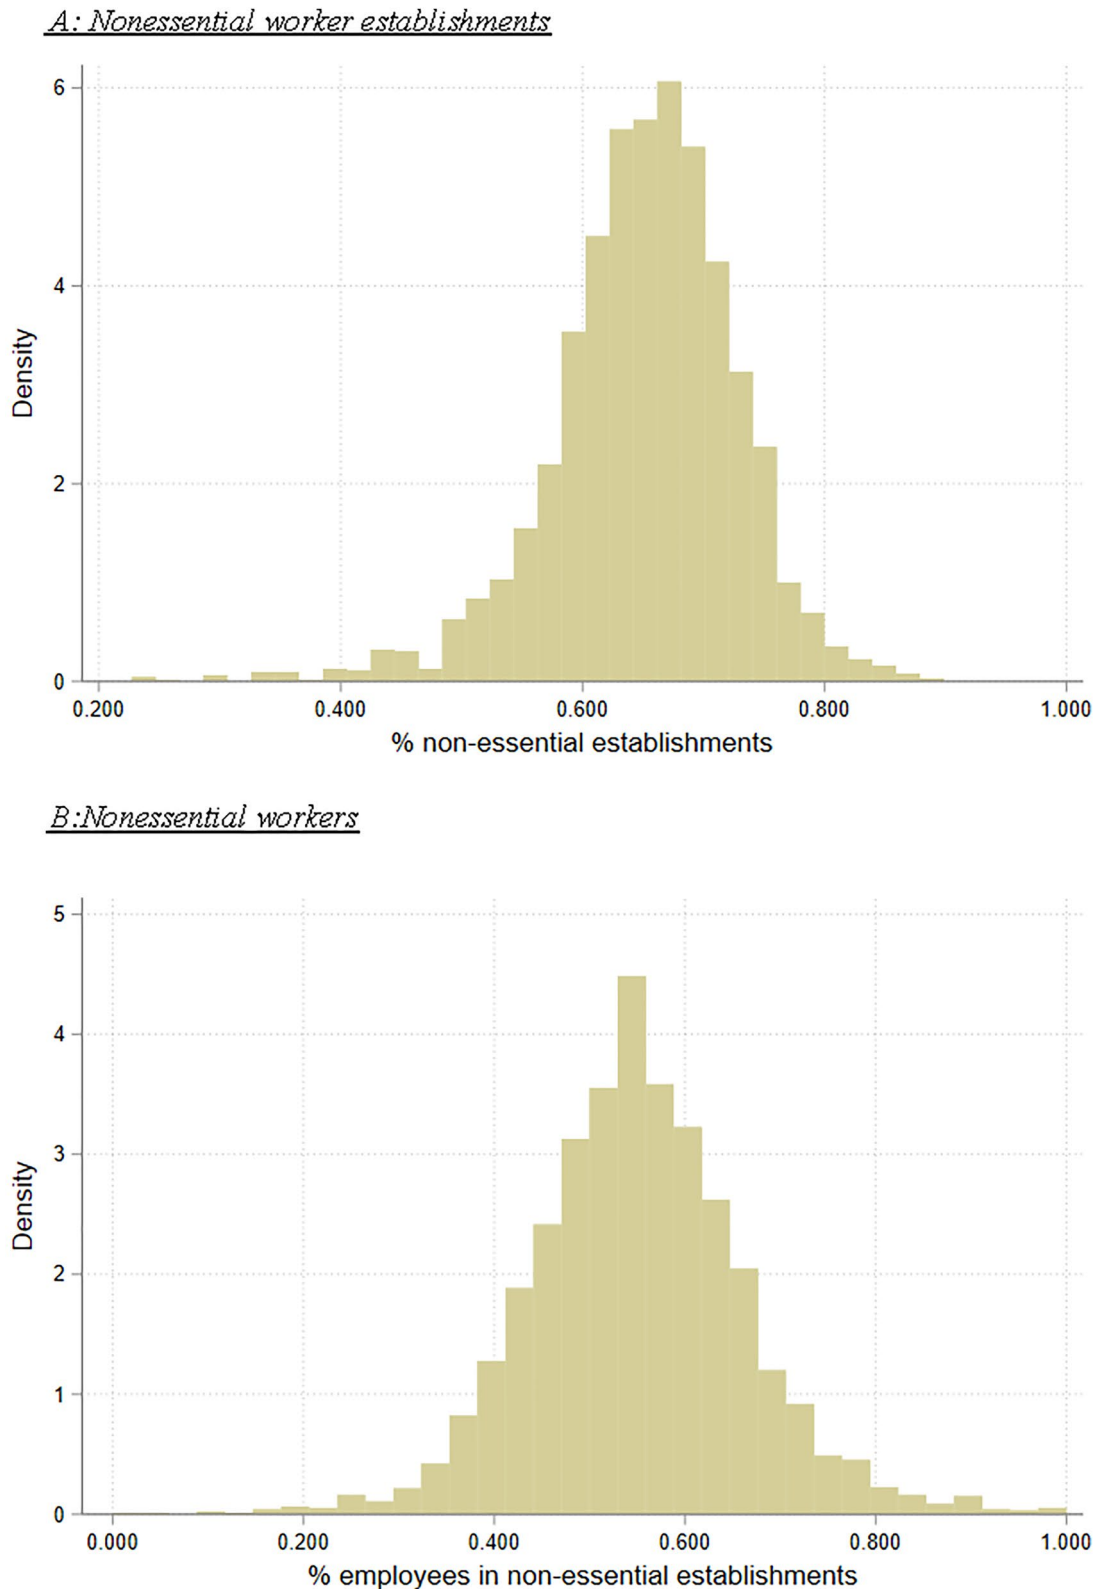 A: Nonessential worker establishments
6
4
2
0
Density
0.200 0.400 0.600 0.800 1.000
% non-essential establishments
B:Nonessential workers
5
4
3
2
1
0
Density
0.000 0.200 0.400 0.600 0.800 1.000
% employees in non-essential establishments